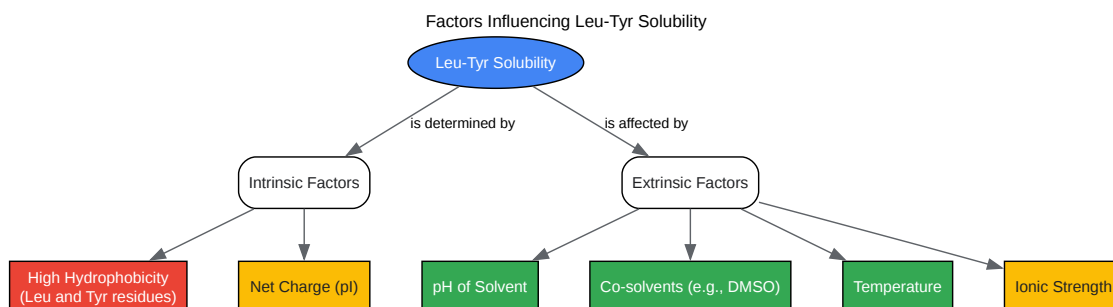 Factors Influencing Leu-Tyr Solubility
Leu-Tyr Solubility
is determined by
is affected by
Intrinsic Factors
Extrinsic Factors
High Hydrophobicity
(Leu and Tyr residues)
Net Charge (pI)
pH of Solvent
Co-solvents (e.g., DMSO)
Temperature
Ionic Strength